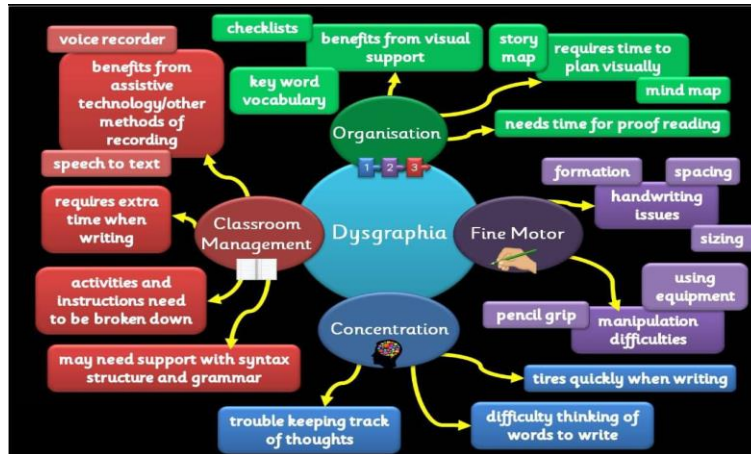 voice recorder
benefits from
assistive
technology/other
methods of
recording
speech to text
requires extra
time when
writing
activities and
instructions need
to be broken down
may need support with syntax
structure and grammar
Classroom
Management
checklists
benefits from visual
support
key word
vocabulary
story
map
requires time to
plan visually
mind map
needs time for proof reading
Organisation
1 2 3
Dysgraphia
Fine Motor
formation
spacing
handwriting
issues
sizing
using
equipment
pencil grip
manipulation
difficulties
Concentration
tires quickly when writing
difficulty thinking of
words to write
trouble keeping track
of thoughts